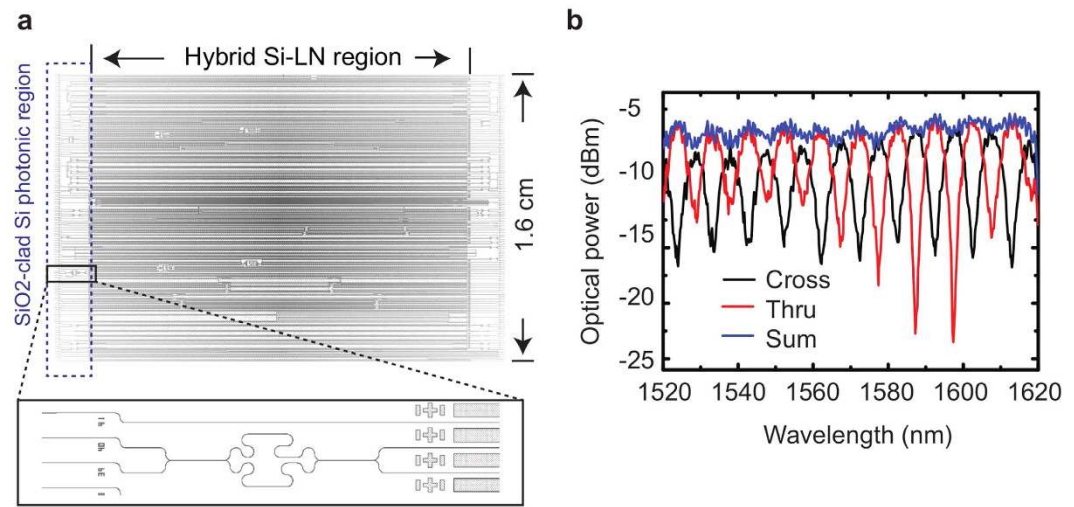 a
Hybrid Si-LN region
SiO2-clad Si photonic region
1.6 cm
b
Optical power (dBm)
-5
-10
-15
-20
-25
Cross
Thru
Sum
1520 1540 1560 1580 1600 1620
Wavelength (nm)